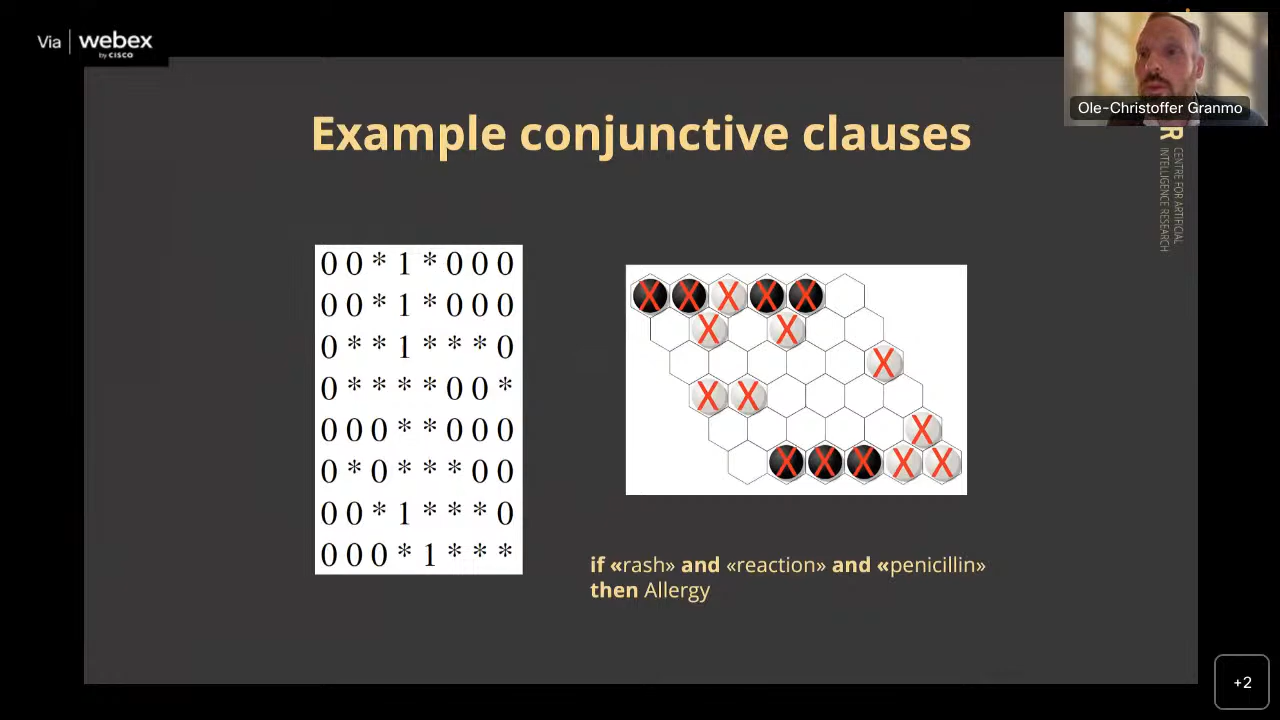 Via webex
by CISCO
Ole-Christoffer Granmo
R
CENTRE FOR ARTIFICIAL
INTELLIGENCE RESEARCH
Example conjunctive clauses
0 0 * 1 * 0 0 0
0 0 * 1 * 0 0 0
0 * * 1 * * * 0
0 * * * * 0 0 *
0 0 0 * * 0 0 0
0 * 0 * * * 0 0
0 0 * 1 * * * 0
0 0 0 * 1 * * *
X X X X X
X X
X
X X
X
X X X X X
if «rash» and «reaction» and «penicillin»
then Allergy
+2